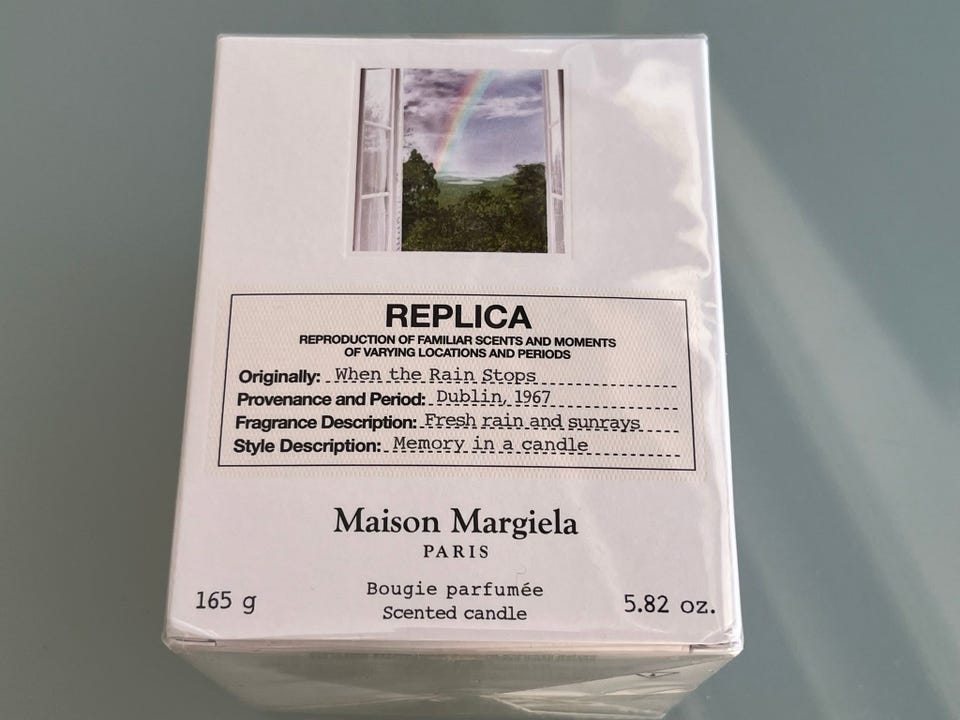 REPLICA
REPRODUCTION OF FAMILIAR SCENTS AND MOMENTS
OF VARYING LOCATIONS AND PERIODS
Originally: When the Rain Stops
Provenance and Period: Dublin, 1967
Fragrance Description: Fresh rain and sunrays
Style Description: Memory in a candle
Maison Margiela
PARIS
Bougie parfumée
165 g
Scented candle
5.82 oz.